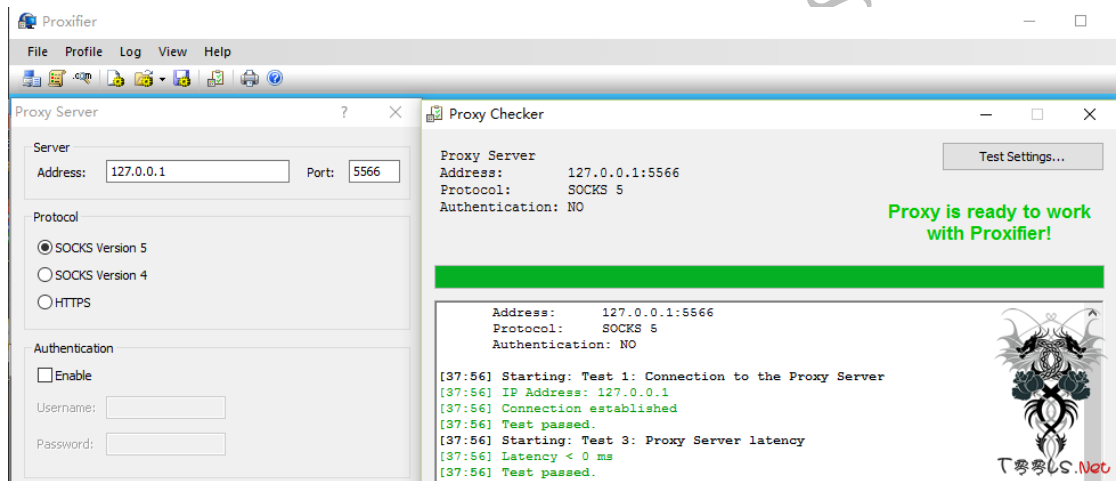 Proxifier
File Profile Log View Help
Proxy Server ?
Server
Address: 127.0.0.1 Port: 5566
Protocol
SOCKS Version 5
SOCKS Version 4
HTTPS
Authentication
Enable
Username:
Password:
Proxy Checker
Test Settings...
Proxy Server
Address: 127.0.0.1:5566
Protocol: SOCKS 5
Authentication: NO
Proxy is ready to work
with Proxifier!
Address: 127.0.0.1:5566
Protocol: SOCKS 5
Authentication: NO
[37:56] Starting: Test 1: Connection to the Proxy Server
[37:56] IP Address: 127.0.0.1
[37:56] Connection established
[37:56] Test passed.
[37:56] Starting: Test 3: Proxy Server latency
[37:56] Latency < 0 ms
[37:56] Test passed.